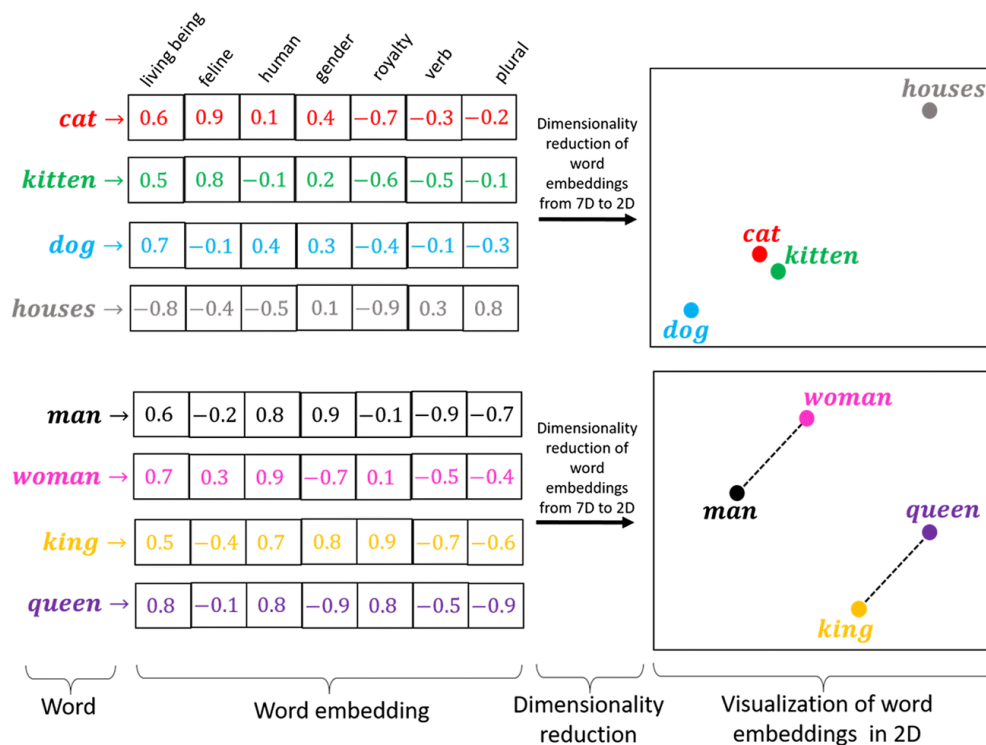 living being feline human gender royalty verb plural
cat → 0.6 0.9 0.1 0.4 −0.7 −0.3 −0.2
kitten → 0.5 0.8 −0.1 0.2 −0.6 −0.5 −0.1
dog → 0.7 −0.1 0.4 0.3 −0.4 −0.1 −0.3
houses → −0.8 −0.4 −0.5 0.1 −0.9 0.3 0.8
Dimensionality
reduction of
word
embeddings
from 7D to 2D
houses
cat
kitten
dog
man → 0.6 −0.2 0.8 0.9 −0.1 −0.9 −0.7
woman → 0.7 0.3 0.9 −0.7 0.1 −0.5 −0.4
king → 0.5 −0.4 0.7 0.8 0.9 −0.7 −0.6
queen → 0.8 −0.1 0.8 −0.9 0.8 −0.5 −0.9
Dimensionality
reduction of
word
embeddings
from 7D to 2D
woman
man
queen
king
Word
Word embedding
Dimensionality
reduction
Visualization of word
embeddings in 2D